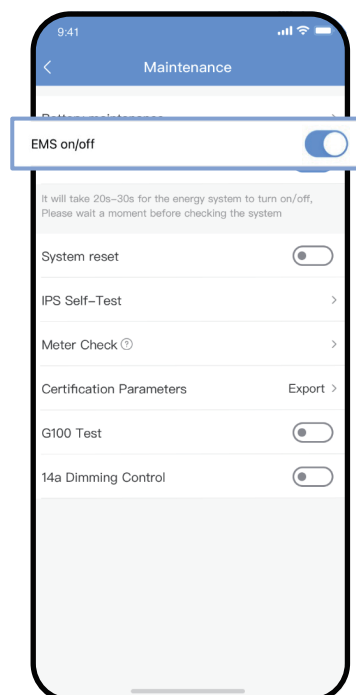 9:41
Maintenance
Battery maintenance
EMS on/off
It will take 20s-30s for the energy system to turn on/off,
Please wait a moment before checking the system
System reset
IPS Self-Test
Meter Check ?
Certification Parameters Export
G100 Test
14a Dimming Control